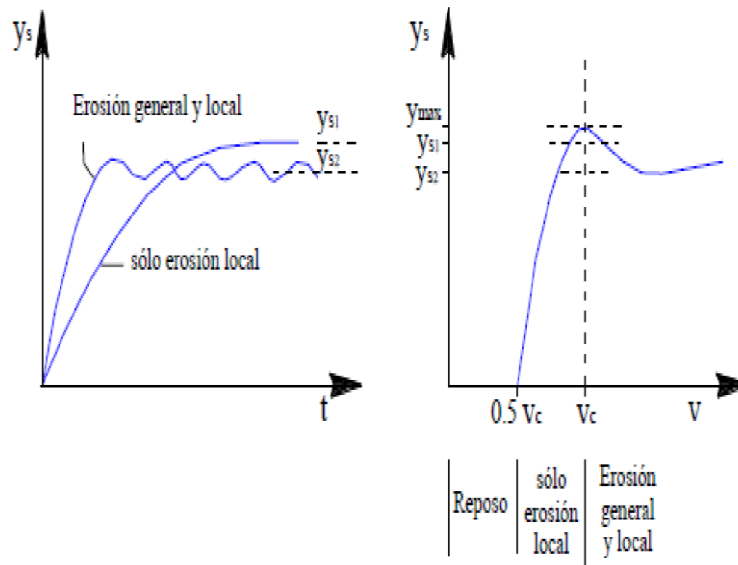 ys
Erosión general y local
ys1
ys2
sólo erosión local
t
ys
ymax
ys1
ys2
0.5 Vc
Vc
V
Reposo
sólo
erosión
local
Erosión
general
y local